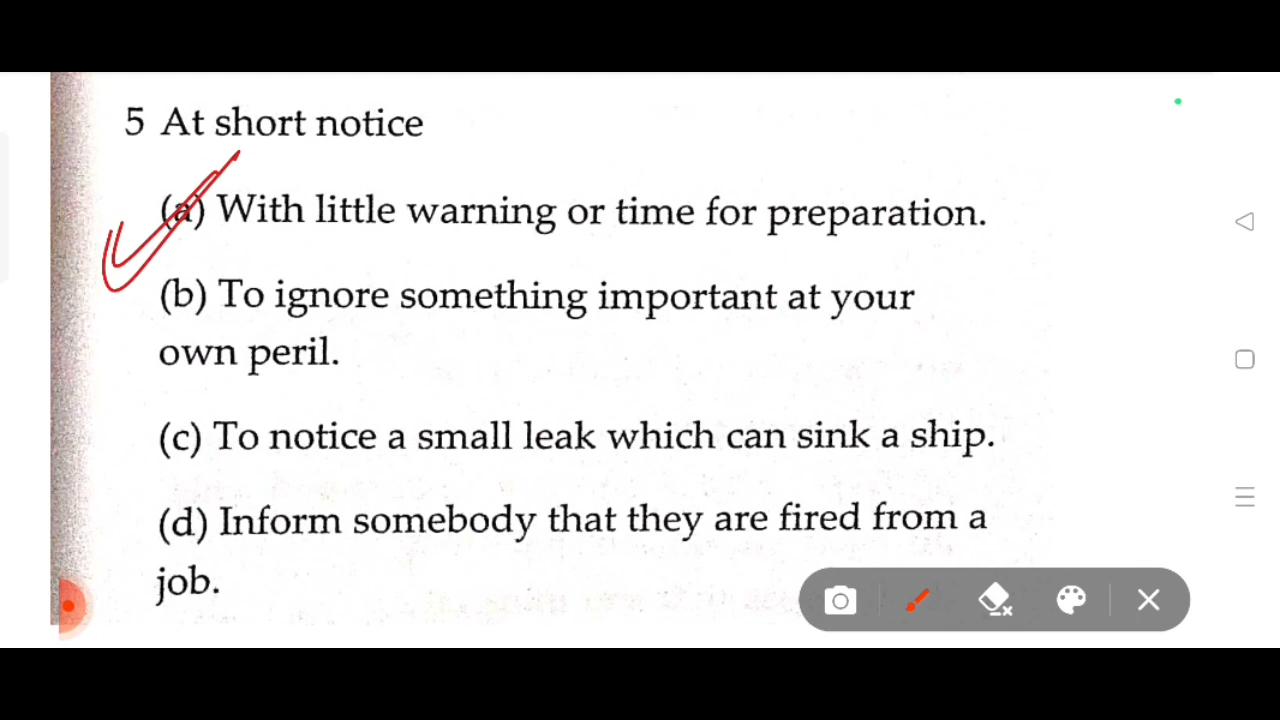 5 At short notice
(a) With little warning or time for preparation.
(b) To ignore something important at your
own peril.
(c) To notice a small leak which can sink a ship.
(d) Inform somebody that they are fired from a
job.